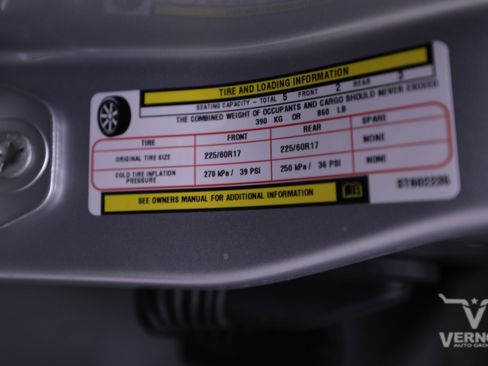 TIRE AND LOADING INFORMATION
SEATING CAPACITY - TOTAL 5 FRONT 2 REAR 3
THE COMBINED WEIGHT OF OCCUPANTS AND CARGO SHOULD NEVER EXCEED
390 KG OR 860 LB
TIRE FRONT REAR SPARE
ORIGINAL TIRE SIZE 225/60R17 225/60R17 NONE
COLD TIRE INFLATION PRESSURE 270 kPa / 39 PSI 250 kPa / 36 PSI NONE
SEE OWNERS MANUAL FOR ADDITIONAL INFORMATION
V
AUTO GROUP